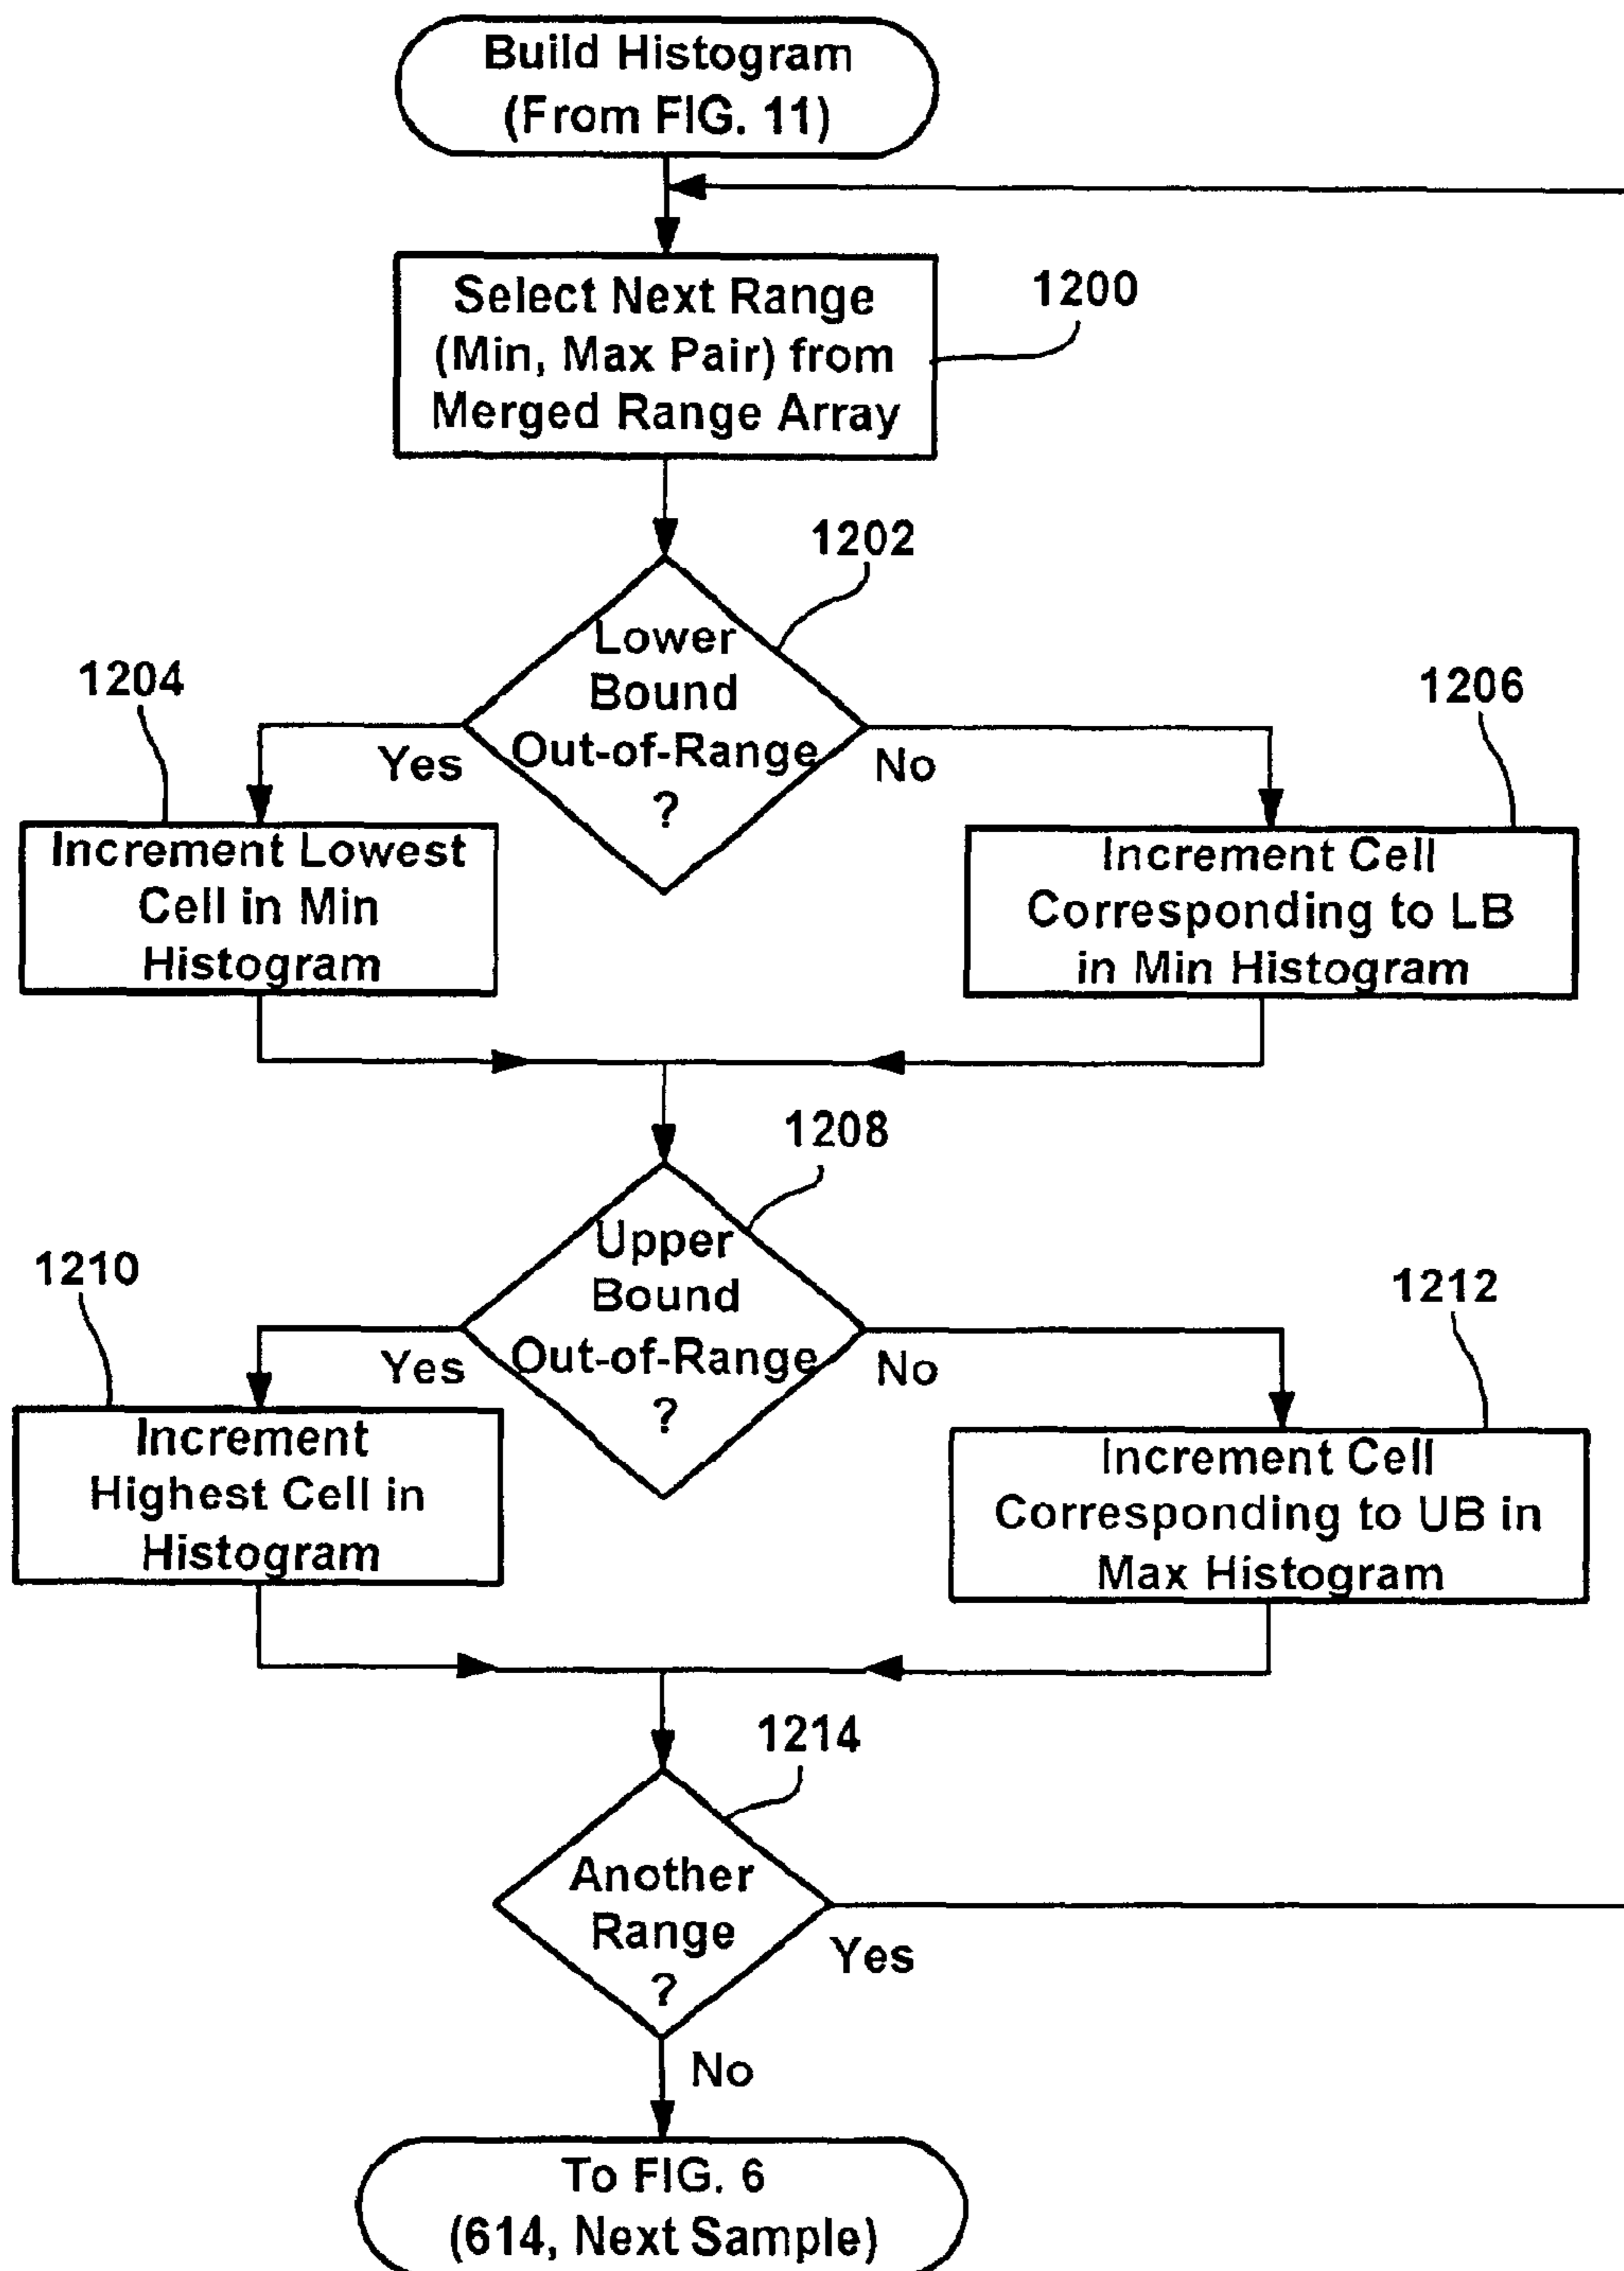 Build Histogram
(From FIG. 11)
Select Next Range
(Min, Max Pair) from
Merged Range Array
1200
1202
Lower
Bound
Out-of-Range
?
Yes
No
1204
Increment Lowest
Cell in Min
Histogram
1206
Increment Cell
Corresponding to LB
in Min Histogram
1208
Upper
Bound
Out-of-Range
?
Yes
No
1210
Increment
Highest Cell in
Histogram
1212
Increment Cell
Corresponding to UB in
Max Histogram
1214
Another
Range
?
Yes
No
To FIG. 6
(614, Next Sample)